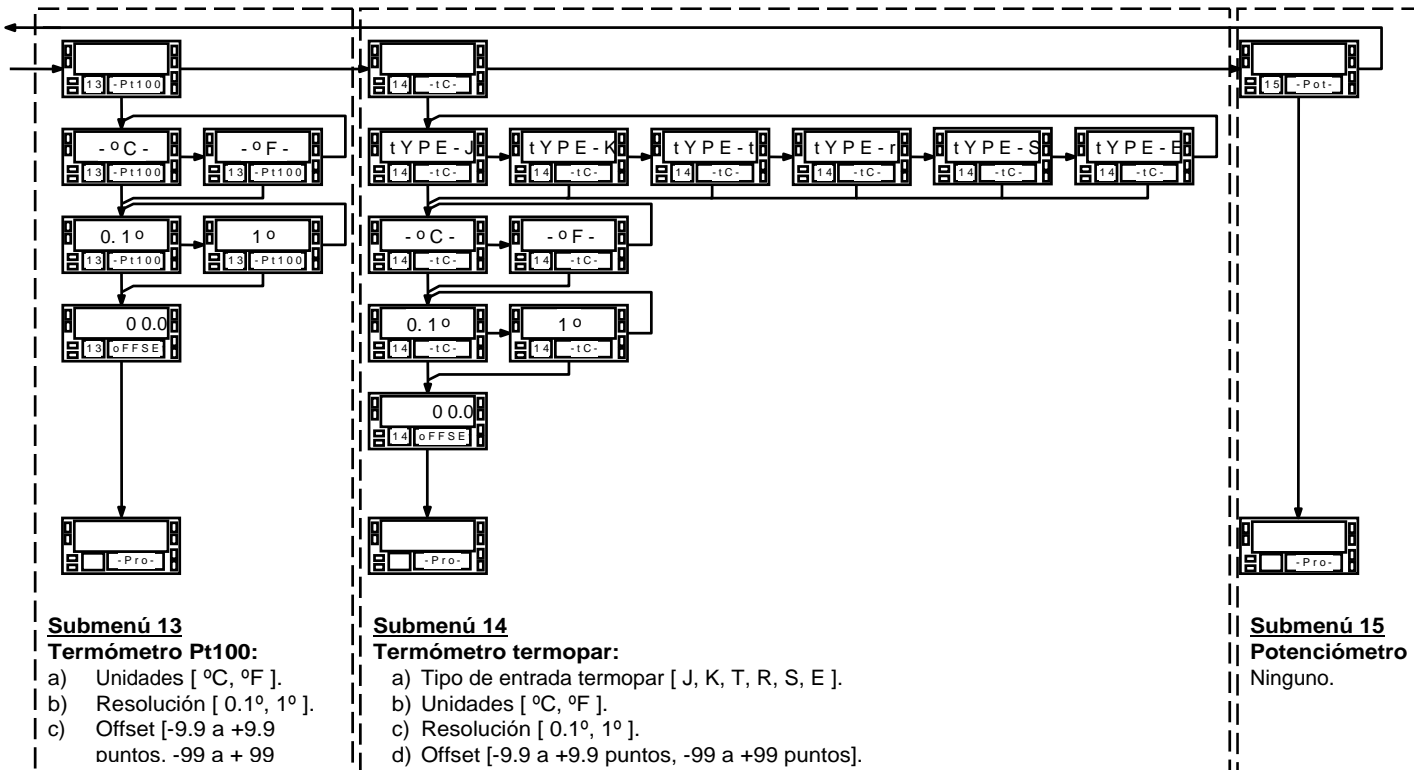 13 -Pt100
14 -tC-
15 -Pot-
-ºC-
13 -Pt100
-ºF-
13 -Pt100
tYPE-J
14 -tC-
tYPE-K
14 -tC-
tYPE-t
14 -tC-
tYPE-r
14 -tC-
tYPE-S
14 -tC-
tYPE-E
14 -tC-
0.1º
13 -Pt100
1º
13 -Pt100
-ºC-
14 -tC-
-ºF-
14 -tC-
00.0
13 oFFSE
0.1º
14 -tC-
1º
14 -tC-
00.0
14 oFFSE
-Pro-
-Pro-
-Pro-
Submenú 13
Termómetro Pt100:
a) Unidades [ ºC, ºF ].
b) Resolución [ 0.1º, 1º ].
c) Offset [-9.9 a +9.9
puntos, -99 a + 99
Submenú 14
Termómetro termopar:
a) Tipo de entrada termopar [ J, K, T, R, S, E ].
b) Unidades [ ºC, ºF ].
c) Resolución [ 0.1º, 1º ].
d) Offset [-9.9 a +9.9 puntos, -99 a +99 puntos].
Submenú 15
Potenciómetro
Ninguno.